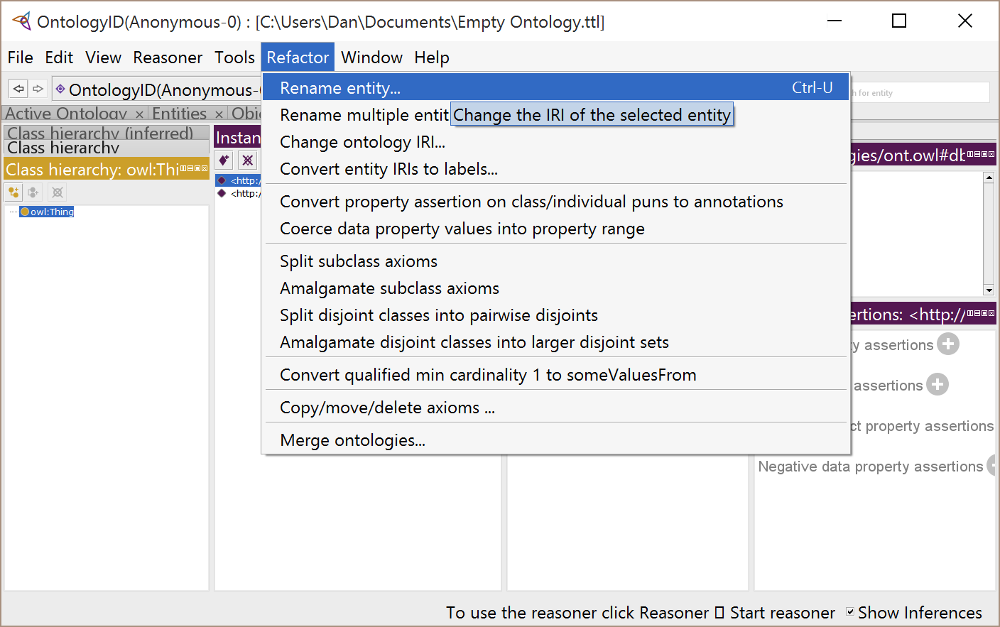 OntologyID(Anonymous-0) : [C:\Users\Dan\Documents\Empty Ontology.ttl]
File Edit View Reasoner Tools Refactor Window Help
OntologyID(Anonymous-
for entity
Active Ontology × Entities × Obj
Class hierarchy (inferred)
Class hierarchy
Class hierarchy: owl:Thi
owl:Thing
Instan
<http:/
<http:/
Rename entity... Ctrl-U
Rename multiple entit
Change the IRI of the selected entity
Change ontology IRI...
Convert entity IRIs to labels...
Convert property assertion on class/individual puns to annotations
Coerce data property values into property range
Split subclass axioms
Amalgamate subclass axioms
Split disjoint classes into pairwise disjoints
Amalgamate disjoint classes into larger disjoint sets
Convert qualified min cardinality 1 to someValuesFrom
Copy/move/delete axioms ...
Merge ontologies...
gies/ont.owl#db
ertions: <http://
y assertions
assertions
ct property assertions
Negative data property assertions
To use the reasoner click Reasoner Start reasoner Show Inferences